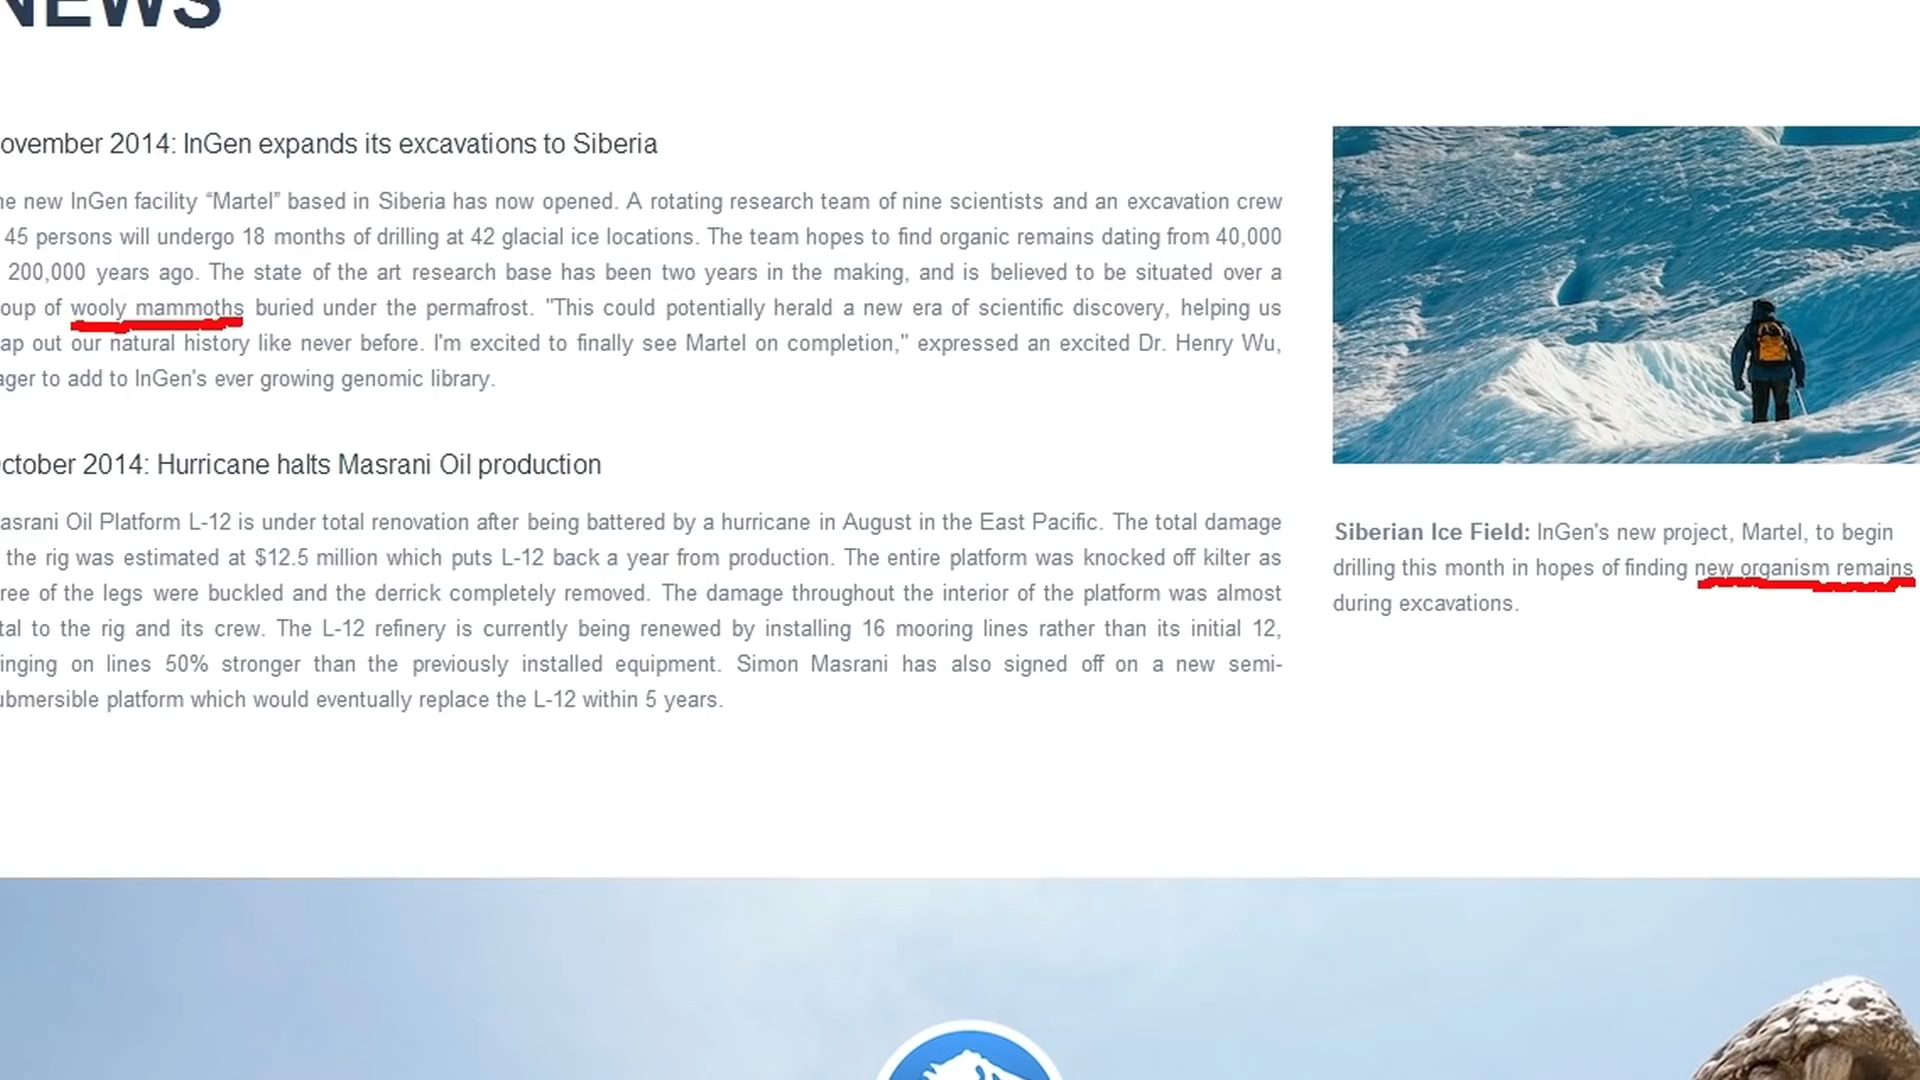 NEWS
ovember 2014: InGen expands its excavations to Siberia
he new InGen facility “Martel” based in Siberia has now opened. A rotating research team of nine scientists and an excavation crew
45 persons will undergo 18 months of drilling at 42 glacial ice locations. The team hopes to find organic remains dating from 40,000
200,000 years ago. The state of the art research base has been two years in the making, and is believed to be situated over a
oup of wooly mammoths buried under the permafrost. "This could potentially herald a new era of scientific discovery, helping us
ap out our natural history like never before. I'm excited to finally see Martel on completion," expressed an excited Dr. Henry Wu,
ager to add to InGen's ever growing genomic library.
ctober 2014: Hurricane halts Masrani Oil production
asrani Oil Platform L-12 is under total renovation after being battered by a hurricane in August in the East Pacific. The total damage
the rig was estimated at $12.5 million which puts L-12 back a year from production. The entire platform was knocked off kilter as
ree of the legs were buckled and the derrick completely removed. The damage throughout the interior of the platform was almost
tal to the rig and its crew. The L-12 refinery is currently being renewed by installing 16 mooring lines rather than its initial 12,
inging on lines 50% stronger than the previously installed equipment. Simon Masrani has also signed off on a new semi-
ubmersible platform which would eventually replace the L-12 within 5 years.
Siberian Ice Field: InGen's new project, Martel, to begin
drilling this month in hopes of finding new organism remains
during excavations.